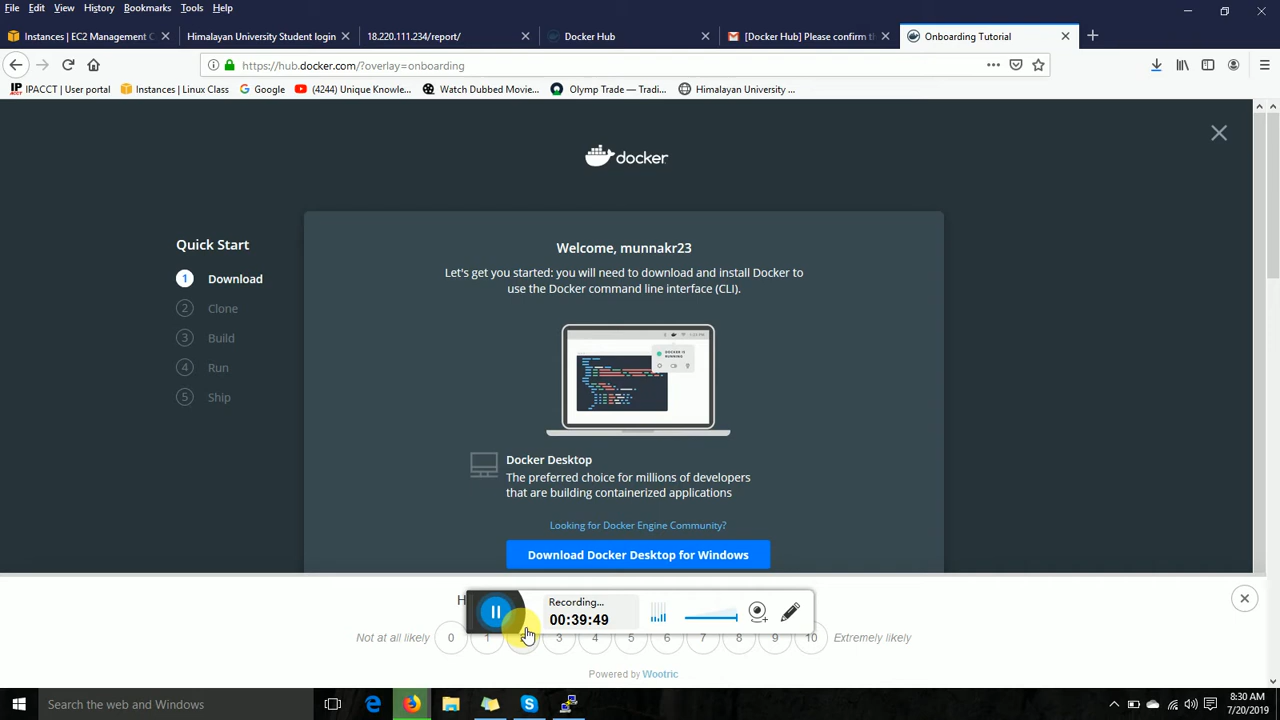 File Edit View History Bookmarks Tools Help
Instances | EC2 Management C
Himalayan University Student login
18.220.111.234/report/
Docker Hub
[Docker Hub] Please confirm th
Onboarding Tutorial
https://hub.docker.com/?overlay=onboarding
IPACCT | User portal
Instances | Linux Class
Google
(4244) Unique Knowle...
Watch Dubbed Movie...
Olymp Trade — Tradi...
Himalayan University ...
docker
Quick Start
1 Download
2 Clone
3 Build
4 Run
5 Ship
Welcome, munnakr23
Let's get you started: you will need to download and install Docker to
use the Docker command line interface (CLI).
DOCKER IS
RUNNING
Docker Desktop
The preferred choice for millions of developers
that are building containerized applications
Looking for Docker Engine Community?
Download Docker Desktop for Windows
H
Recording...
00:39:49
Not at all likely 0 1 2 3 4 5 6 7 8 9 10 Extremely likely
Powered by Wootric
Search the web and Windows
8:30 AM
7/20/2019